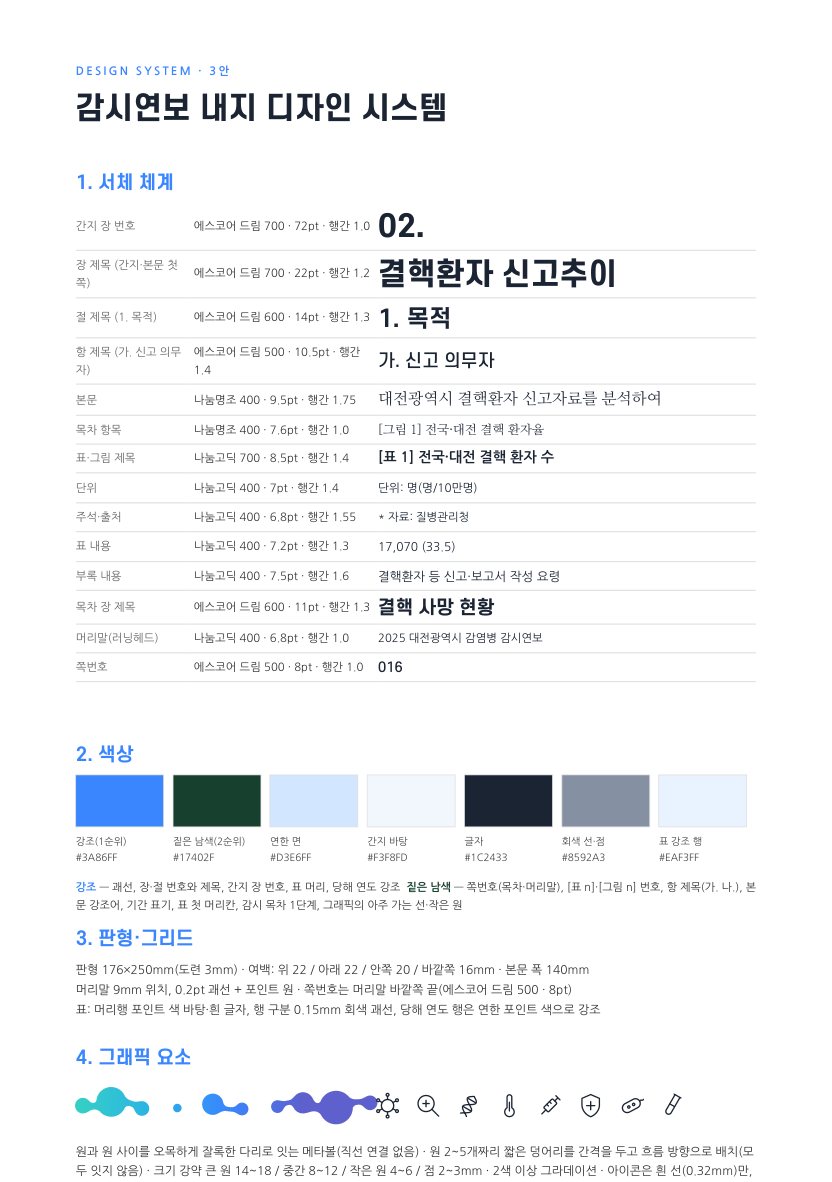 DESIGN SYSTEM · 3안
감시연보 내지 디자인 시스템
1. 서체 체계
간지 장 번호 에스코어 드림 700 · 72pt · 행간 1.0 02.
장 제목 (간지·본문 첫
쪽) 에스코어 드림 700 · 22pt · 행간 1.2 결핵환자 신고추이
절 제목 (1. 목적) 에스코어 드림 600 · 14pt · 행간 1.3 1. 목적
항 제목 (가. 신고 의무
자) 에스코어 드림 500 · 10.5pt · 행간
1.4 가. 신고 의무자
본문 나눔명조 400 · 9.5pt · 행간 1.75 대전광역시 결핵환자 신고자료를 분석하여
목차 항목 나눔명조 400 · 7.6pt · 행간 1.0 [그림 1] 전국·대전 결핵 환자율
표·그림 제목 나눔고딕 700 · 8.5pt · 행간 1.4 [표 1] 전국·대전 결핵 환자 수
단위 나눔고딕 400 · 7pt · 행간 1.4 단위: 명(명/10만명)
주석·출처 나눔고딕 400 · 6.8pt · 행간 1.55 * 자료: 질병관리청
표 내용 나눔고딕 400 · 7.2pt · 행간 1.3 17,070 (33.5)
부록 내용 나눔고딕 400 · 7.5pt · 행간 1.6 결핵환자 등 신고·보고서 작성 요령
목차 장 제목 에스코어 드림 600 · 11pt · 행간 1.3 결핵 사망 현황
머리말(러닝헤드) 나눔고딕 400 · 6.8pt · 행간 1.0 2025 대전광역시 감염병 감시연보
쪽번호 에스코어 드림 500 · 8pt · 행간 1.0 016
2. 색상
강조(1순위) 짙은 남색(2순위) 연한 면 간지 바탕 글자 회색 선·점 표 강조 행
#3A86FF #17402F #D3E6FF #F3F8FD #1C2433 #8592A3 #EAF3FF
강조 — 괘선, 장·절 번호와 제목, 간지 장 번호, 표 머리, 당해 연도 강조 짙은 남색 — 쪽번호(목차·머리말), [표 n]·[그림 n] 번호, 항 제목(가. 나.), 본
문 강조어, 기간 표기, 표 첫 머리칸, 감시 목차 1단계, 그래픽의 아주 가는 선·작은 원
3. 판형·그리드
판형 176×250mm(도련 3mm) · 여백: 위 22 / 아래 22 / 안쪽 20 / 바깥쪽 16mm · 본문 폭 140mm
머리말 9mm 위치, 0.2pt 괘선 + 포인트 원 · 쪽번호는 머리말 바깥쪽 끝(에스코어 드림 500 · 8pt)
표: 머리행 포인트 색 바탕·흰 글자, 행 구분 0.15mm 회색 괘선, 당해 연도 행은 연한 포인트 색으로 강조
4. 그래픽 요소
원과 원 사이를 오목하게 잘록한 다리로 잇는 메타볼(직선 연결 없음) · 원 2~5개짜리 짧은 덩어리를 간격을 두고 흐름 방향으로 배치(모
두 잇지 않음) · 크기 강약 큰 원 14~18 / 중간 8~12 / 작은 원 4~6 / 점 2~3mm · 2색 이상 그라데이션 · 아이콘은 흰 선(0.32mm)만,